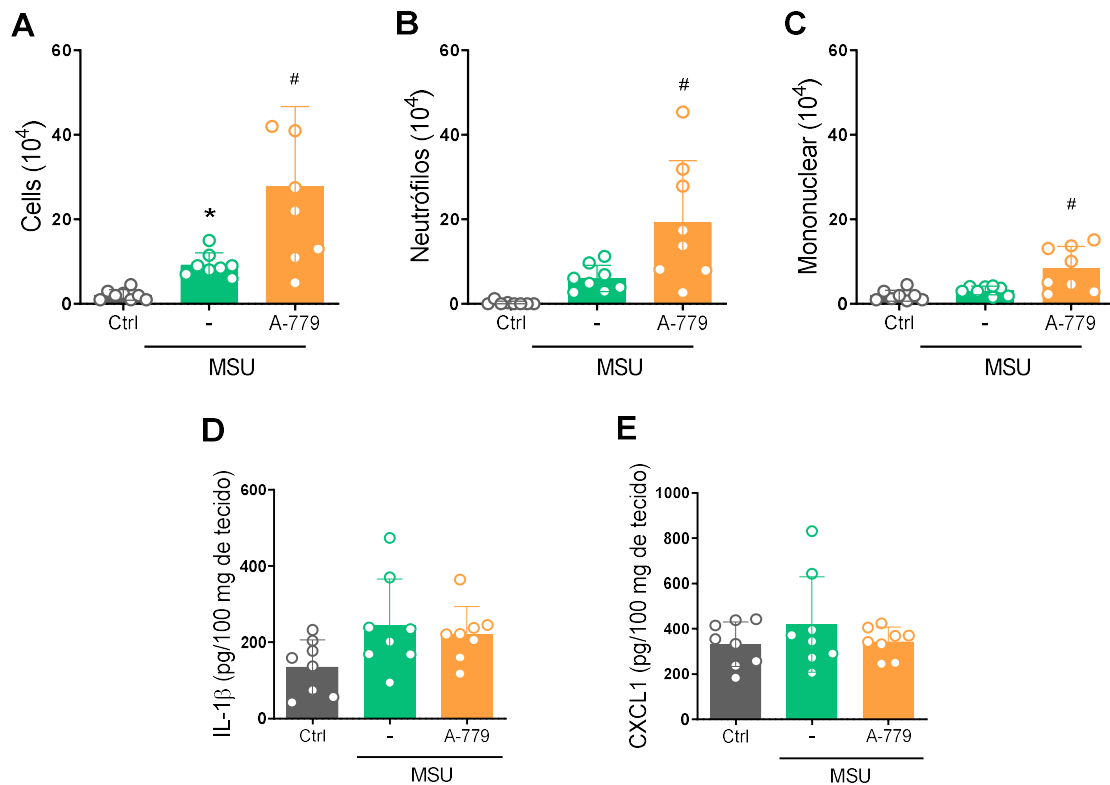 A
Cells (10⁴)
60
40
20
0
*
#
Ctrl
-
A-779
MSU
B
Neutrófilos (10⁴)
60
40
20
0
#
Ctrl
-
A-779
MSU
C
Mononuclear (10⁴)
60
40
20
0
#
Ctrl
-
A-779
MSU
D
IL-1β (pg/100 mg de tecido)
600
400
200
0
Ctrl
-
A-779
MSU
E
CXCL1 (pg/100 mg de tecido)
1000
800
600
400
200
0
Ctrl
-
A-779
MSU